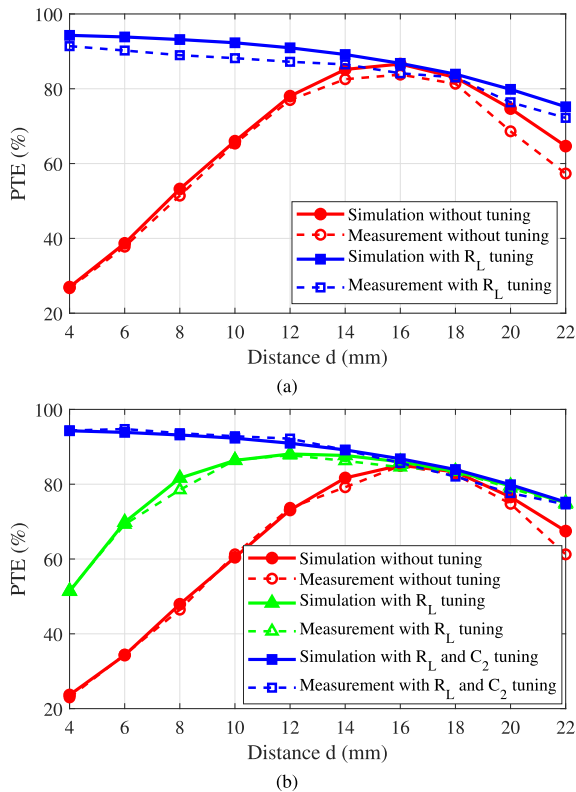 100
80
60
40
20
PTE (%)
Simulation without tuning
Measurement without tuning
Simulation with R_L tuning
Measurement with R_L tuning
4 6 8 10 12 14 16 18 20 22
Distance d (mm)
(a)
100
80
60
40
20
PTE (%)
Simulation without tuning
Measurement without tuning
Simulation with R_L tuning
Measurement with R_L tuning
Simulation with R_L and C_2 tuning
Measurement with R_L and C_2 tuning
4 6 8 10 12 14 16 18 20 22
Distance d (mm)
(b)